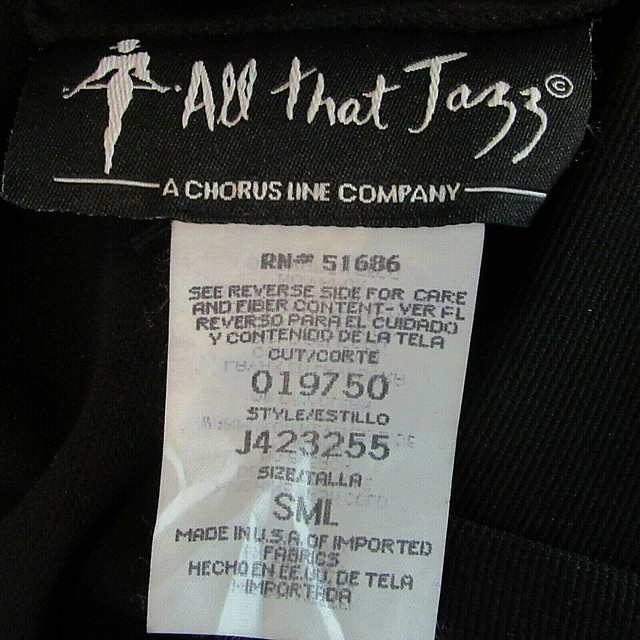 All that Jazz©
A CHORUS LINE COMPANY
RN# 51686
SEE REVERSE SIDE FOR CARE
AND FIBER CONTENT-VER EL
REVERSO PARA EL CUIDADO
Y CONTENIDO DE LA TELA
CUT/CORTE
019750
STYLE/ESTILLO
J423255
SIZE/TALLA
SML
MADE IN U.S.A. OF IMPORTED
FABRICS
HECHO EN EE.UU. DE TELA
IMPORTADA